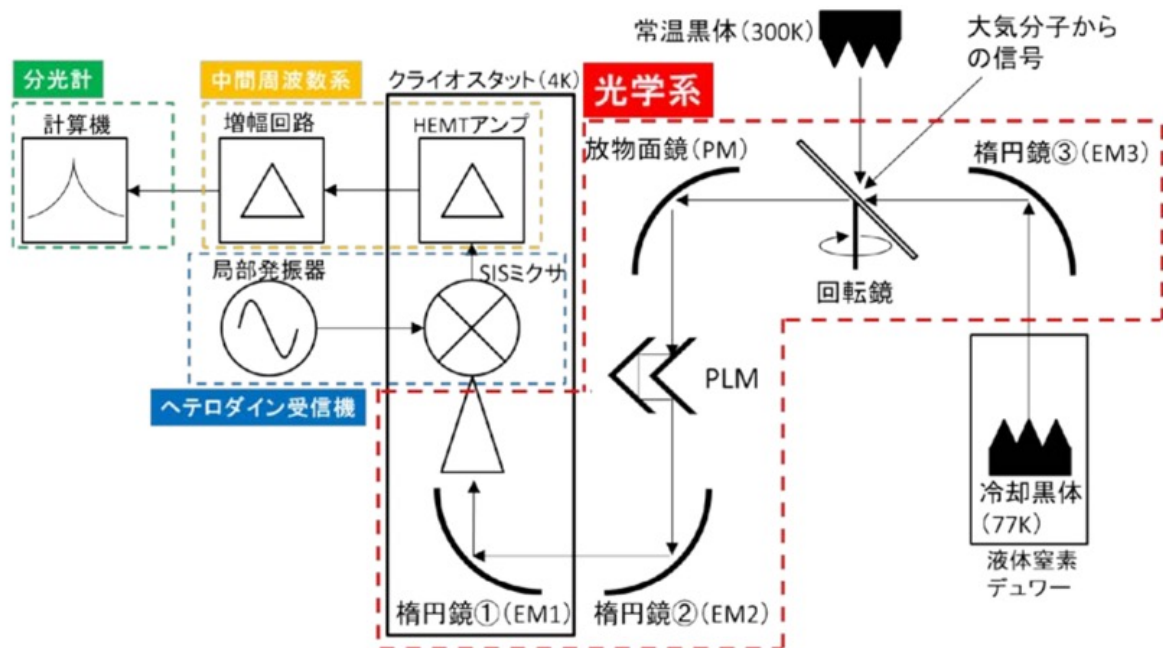 常温黒体(300K)
大気分子から
の信号
分光計
中間周波数系
クライオスタット(4K)
光学系
計算機
増幅回路
HEMTアンプ
放物面鏡(PM)
楕円鏡③(EM3)
局部発振器
SISミクサ
回転鏡
PLM
ヘテロダイン受信機
冷却黒体
(77K)
液体窒素
デュワー
楕円鏡①(EM1)
楕円鏡②(EM2)